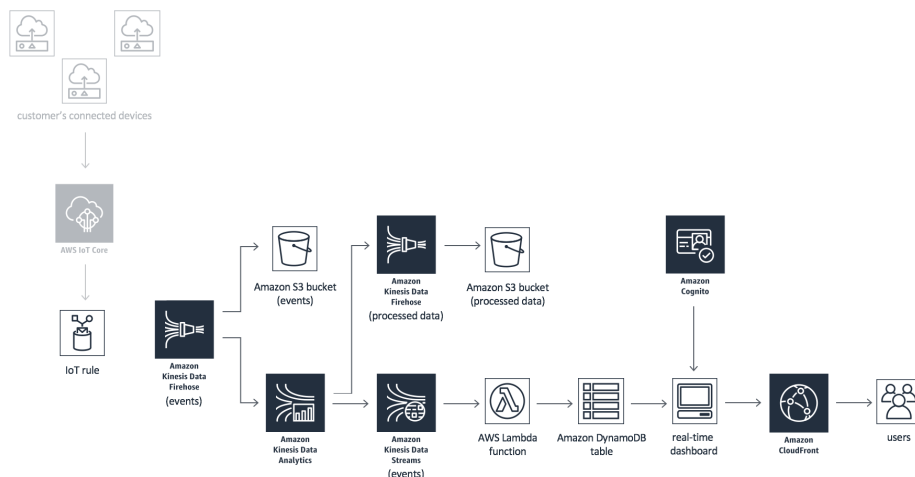 customer's connected devices
AWS IoT Core
IoT rule
Amazon
Kinesis Data
Firehose
(events)
Amazon S3 bucket
(events)
Amazon
Kinesis Data
Firehose
(processed data)
Amazon S3 bucket
(processed data)
Amazon
Cognito
Amazon
Kinesis Data
Analytics
Amazon
Kinesis Data
Streams
(events)
AWS Lambda
function
Amazon DynamoDB
table
real-time
dashboard
Amazon
CloudFront
users